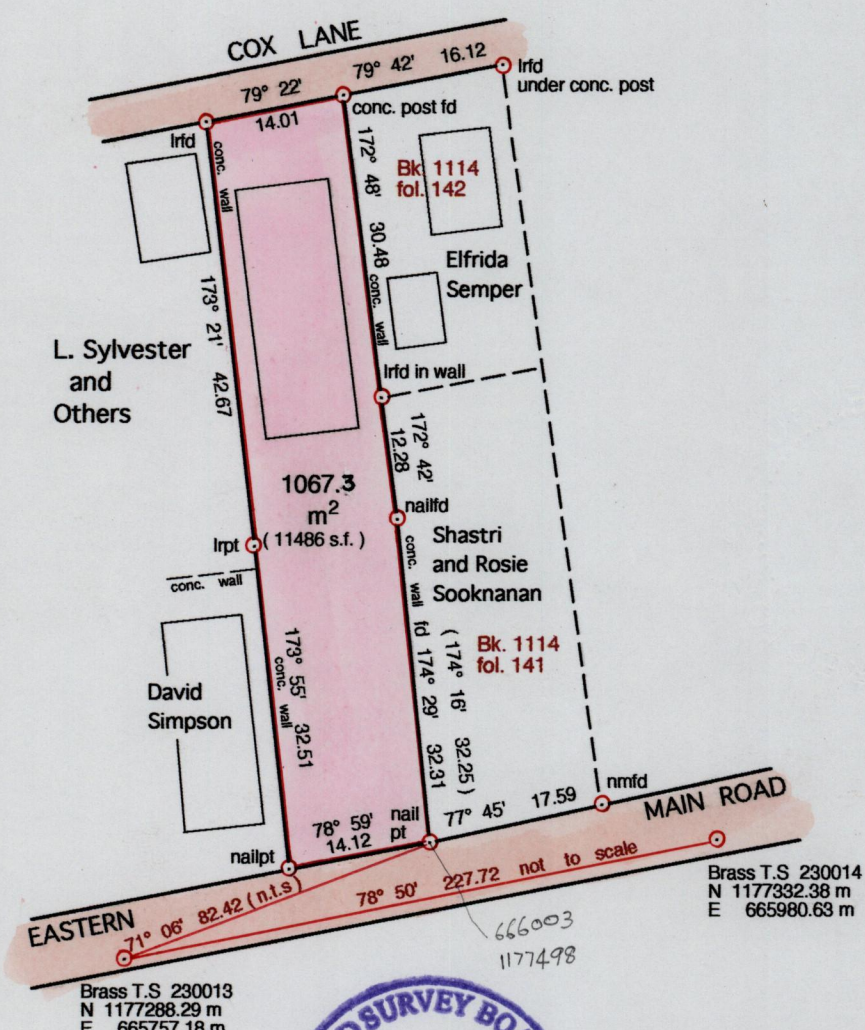 COX LANE
79° 22'
14.01
79° 42' 16.12
Irfd
under conc. post
conc. post fd
Irfd
conc. wall
172° 48' 30.48
conc. wall
Bk. 1114
fol. 142
Elfrida
Semper
173° 21' 42.67
L. Sylvester
and
Others
Irfd in wall
172° 42'
12.28
1067.3
m²
( 11486 s.f. )
nailfd
Irpt
conc. wall
Shastri
and Rosie
Sooknanan
conc. wall fd
174° 29' 32.31
( 174° 16' 32.25 )
Bk. 1114
fol. 141
173° 55' 32.51
conc. wall
David
Simpson
78° 59'
14.12
nail
pt
77° 45' 17.59
nmfd
nailpt
EASTERN MAIN ROAD
71° 06' 82.42 ( n.t.s )
78° 50' 227.72 not to scale
Brass T.S 230014
N 1177332.38 m
E 665980.63 m
666003
1177498
Brass T.S 230013
N 1177288.29 m
E 665757.18 m
SURVEY BO